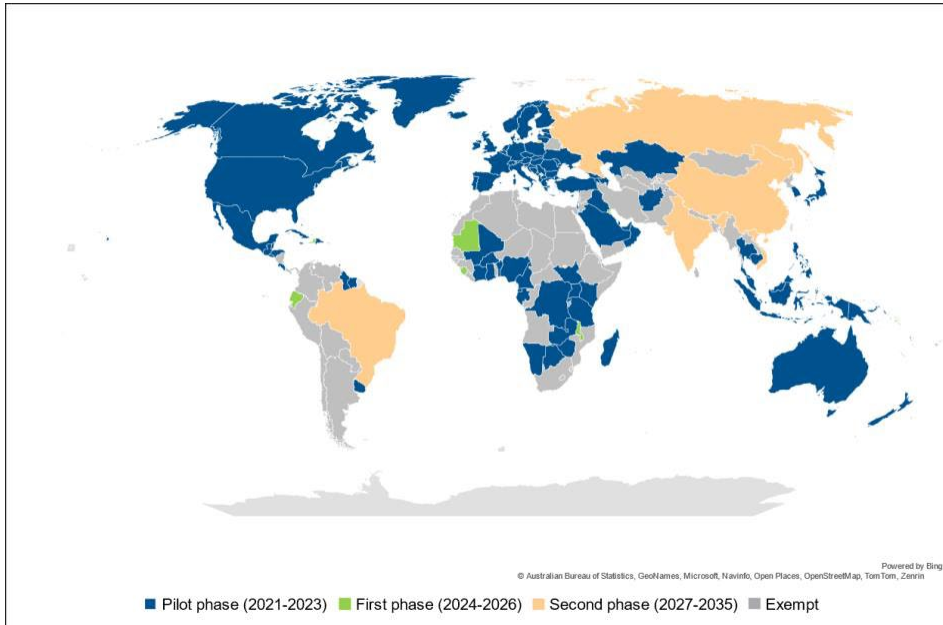 Powered by Bing
© Australian Bureau of Statistics, GeoNames, Microsoft, Navinfo, Open Places, OpenStreetMap, TomTom, Zenrin
Pilot phase (2021-2023) First phase (2024-2026) Second phase (2027-2035) Exempt